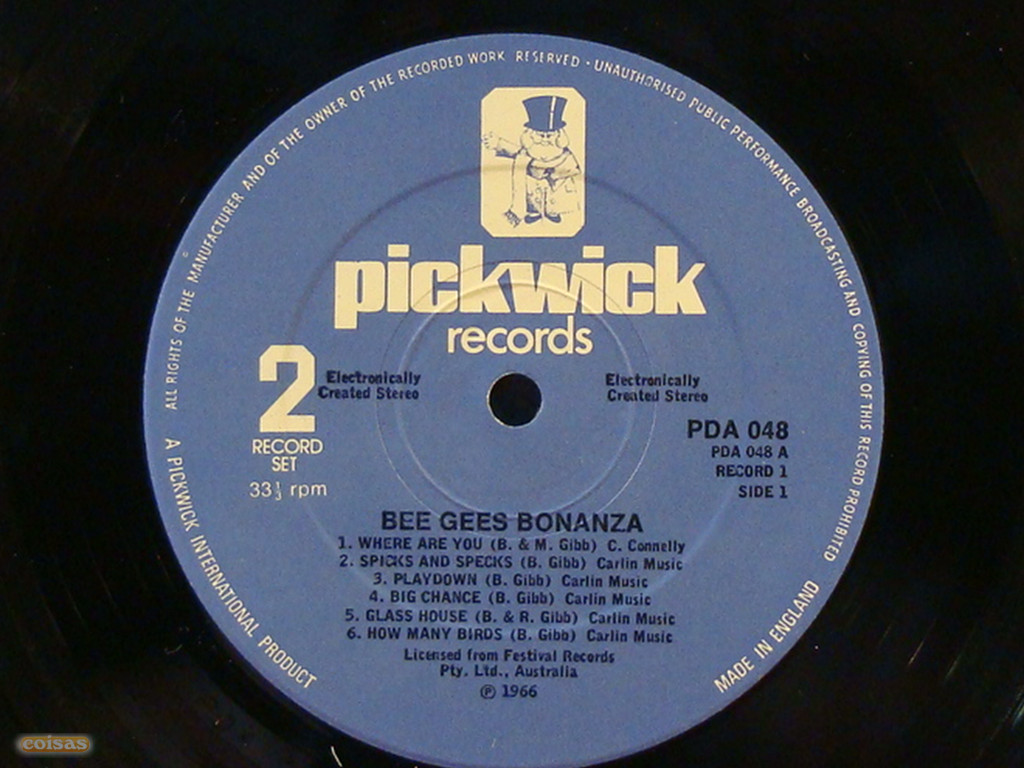 ALL RIGHTS OF THE MANUFACTURER AND OF THE OWNER OF THE RECORDED WORK RESERVED · UNAUTHORISED PUBLIC PERFORMANCE BROADCASTING AND COPYING OF THIS RECORD PROHIBITED
pickwick
records
2
RECORD
SET
33⅓ rpm
Electronically
Created Stereo
Electronically
Created Stereo
PDA 048
PDA 048 A
RECORD 1
SIDE 1
BEE GEES BONANZA
1. WHERE ARE YOU (B. & M. Gibb) C. Connelly
2. SPICKS AND SPECKS (B. Gibb) Carlin Music
3. PLAYDOWN (B. Gibb) Carlin Music
4. BIG CHANCE (B. Gibb) Carlin Music
5. GLASS HOUSE (B. & R. Gibb) Carlin Music
6. HOW MANY BIRDS (B. Gibb) Carlin Music
Licensed from Festival Records
Pty. Ltd., Australia
℗ 1966
A PICKWICK INTERNATIONAL PRODUCT
MADE IN ENGLAND
coisas